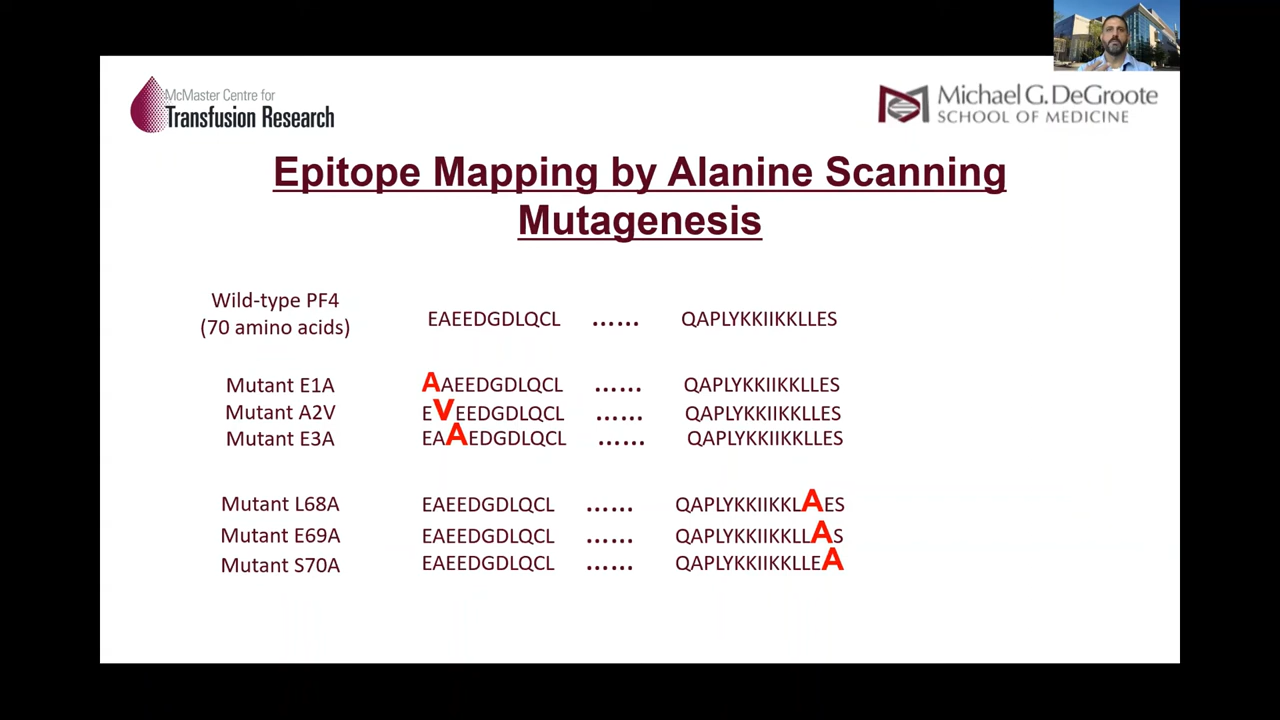 McMaster Centre for
Transfusion Research
Michael G. DeGroote
SCHOOL OF MEDICINE
Epitope Mapping by Alanine Scanning
Mutagenesis
Wild-type PF4
(70 amino acids)
EAEEDGDLQCL ...... QAPLYKKIIKKLLES
Mutant E1A AAEEDGDLQCL ...... QAPLYKKIIKKLLES
Mutant A2V EVEEDGDLQCL ...... QAPLYKKIIKKLLES
Mutant E3A EAAEDGDLQCL ...... QAPLYKKIIKKLLES
Mutant L68A EAEEDGDLQCL ...... QAPLYKKIIKKLAES
Mutant E69A EAEEDGDLQCL ...... QAPLYKKIIKKLLAS
Mutant S70A EAEEDGDLQCL ...... QAPLYKKIIKKLLEA